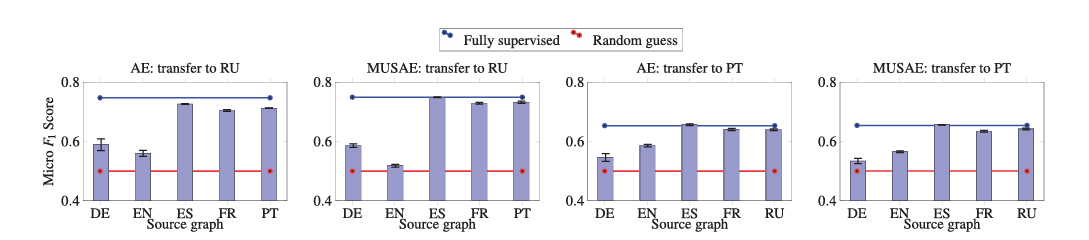 Fully supervised Random guess
AE: transfer to RU MUSAE: transfer to RU AE: transfer to PT MUSAE: transfer to PT
Micro F1 Score
0.8 0.8 0.8 0.8
0.6 0.6 0.6 0.6
0.4 0.4 0.4 0.4
DE EN ES FR PT DE EN ES FR PT DE EN ES FR RU DE EN ES FR RU
Source graph Source graph Source graph Source graph